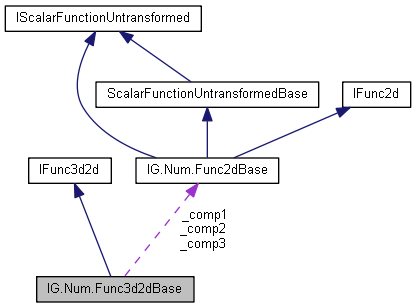 IScalarFunctionUntransformed
ScalarFunctionUntransformedBase
IFunc2d
IFunc3d2d
IG.Num.Func2dBase
_comp1
_comp2
_comp3
IG.Num.Func3d2dBase